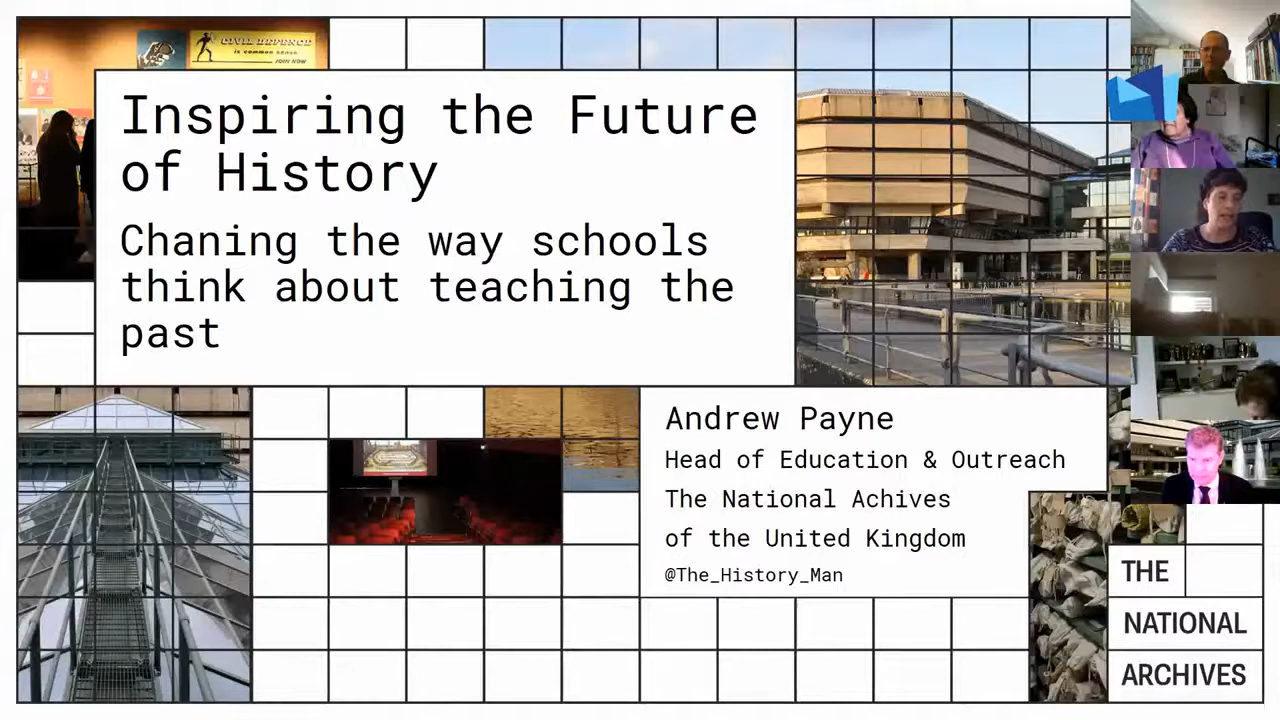 CIVIL DEFENCE
is common sense
JOIN NOW
Inspiring the Future
of History
Chaning the way schools
think about teaching the
past
Andrew Payne
Head of Education & Outreach
The National Achives
of the United Kingdom
@The_History_Man
THE
NATIONAL
ARCHIVES